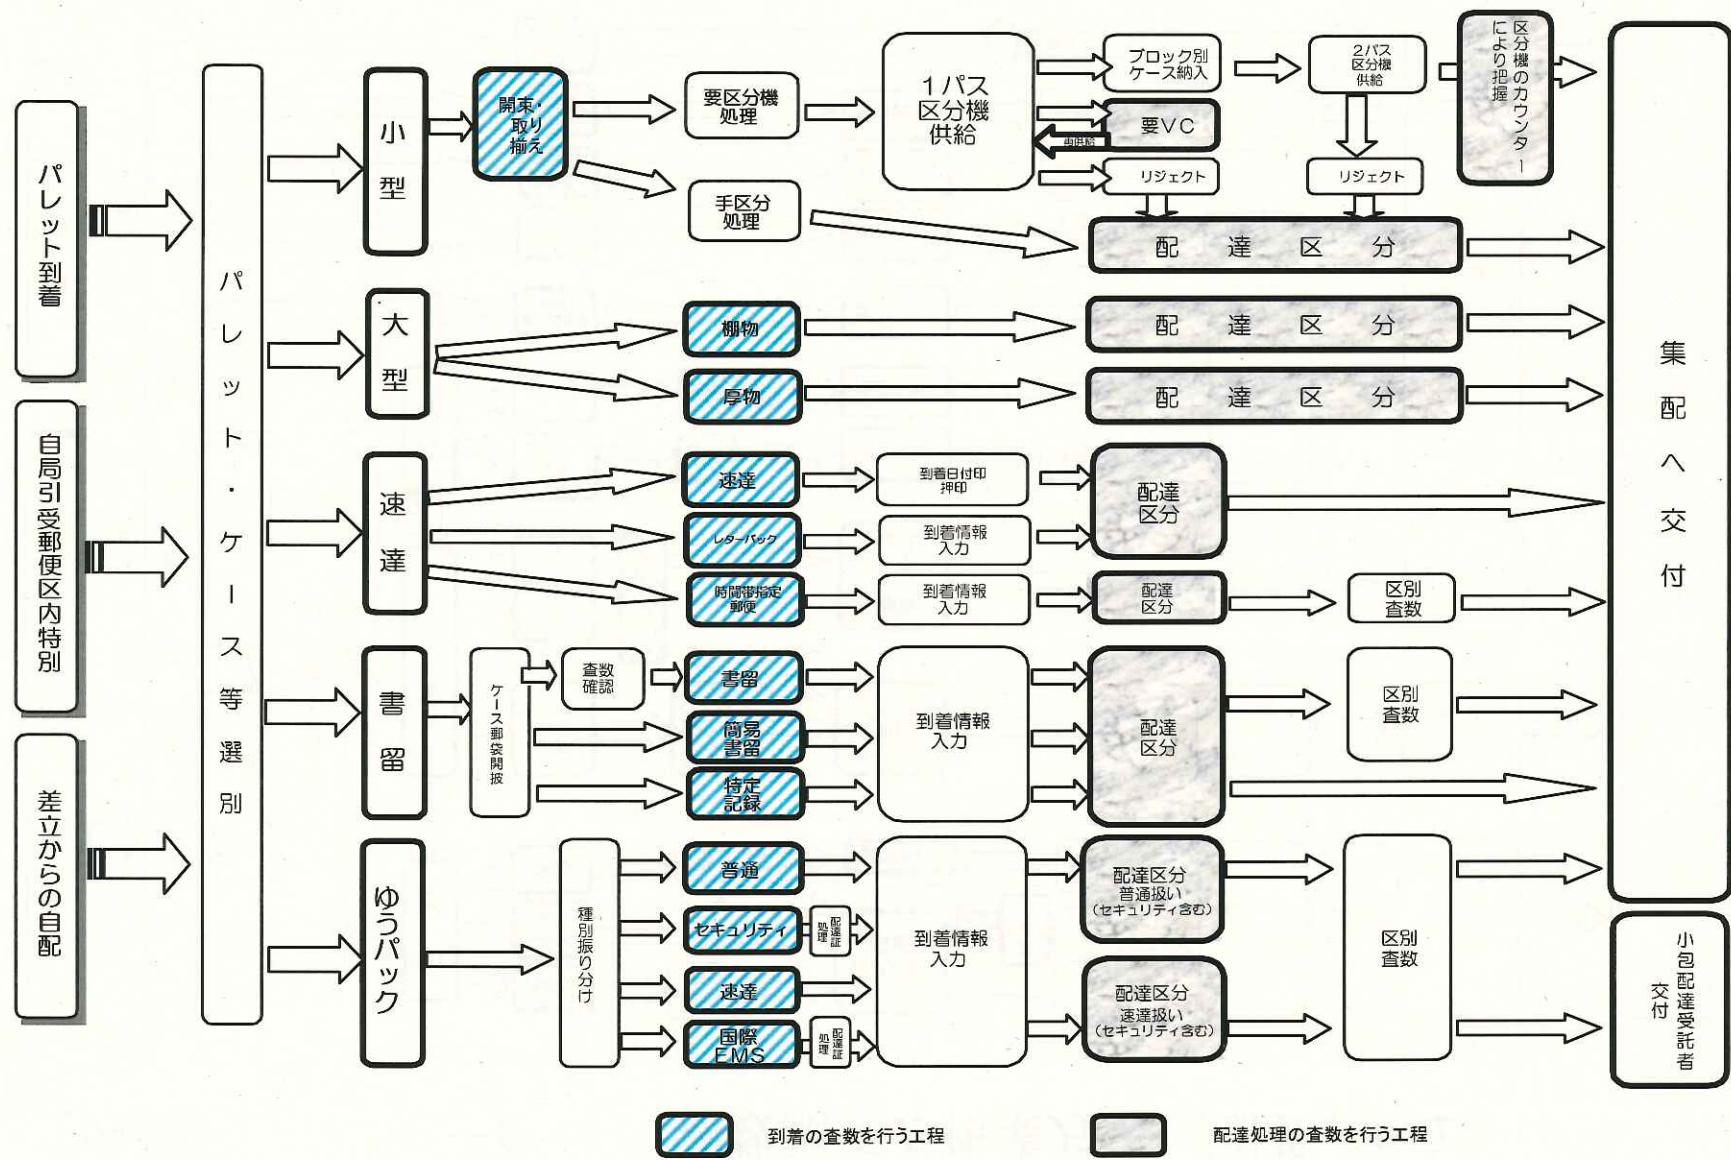 パレット到着
自局引受郵便区内特別
差立からの自配
パレット・ケース等選別
小型
開束・
取り
揃え
要区分機
処理
手区分
処理
1パス
区分機
供給
ブロック別
ケース納入
要VC
再供給
リジェクト
2パス
区分機
供給
リジェクト
区分機のカウンター
により把握
配達区分
大型
棚物
配達区分
厚物
配達区分
速達
速達
到着日付印
押印
レターパック
到着情報
入力
配達
区分
時間帯指定
郵便
到着情報
入力
配達
区分
区別
査数
書留
ケース郵袋開披
査数
確認
書留
簡易
書留
特定
記録
到着情報
入力
配達
区分
区別
査数
ゆうパック
種別振り分け
普通
セキュリティ
配達証
処理
速達
国際
EMS
配達証
処理
到着情報
入力
配達区分
普通扱い
(セキュリティ含む)
配達区分
速達扱い
(セキュリティ含む)
区別
査数
集配へ交付
小包配達受託者
交付
到着の査数を行う工程
配達処理の査数を行う工程